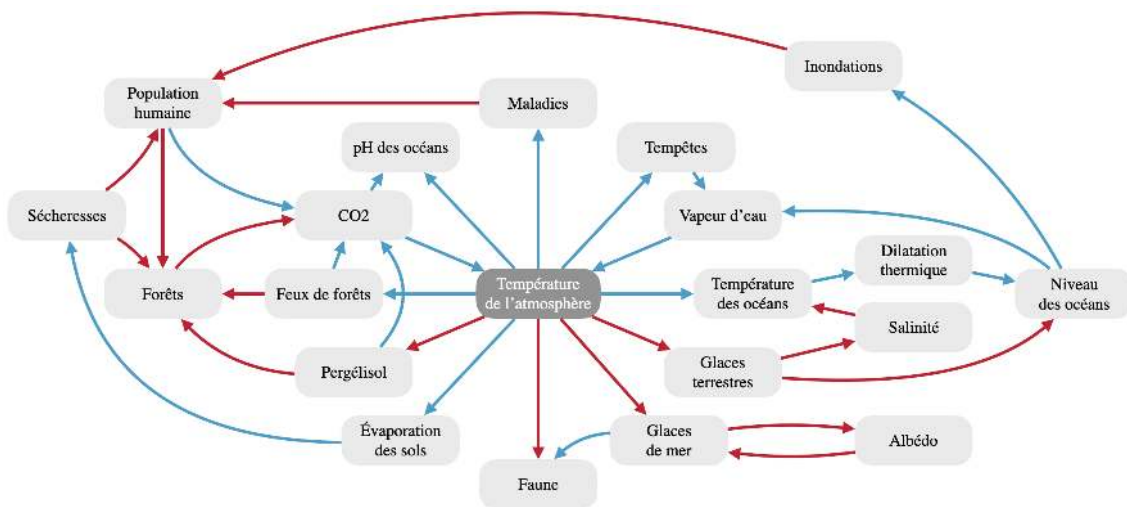 Inondations
Population
humaine
Maladies
pH des océans
Tempêtes
Sécheresses
CO2
Vapeur d’eau
Dilatation
thermique
Forêts
Feux de forêts
Température
de l’atmosphère
Température
des océans
Niveau
des océans
Salinité
Pergélisol
Glaces
terrestres
Évaporation
des sols
Glaces
de mer
Albédo
Faune